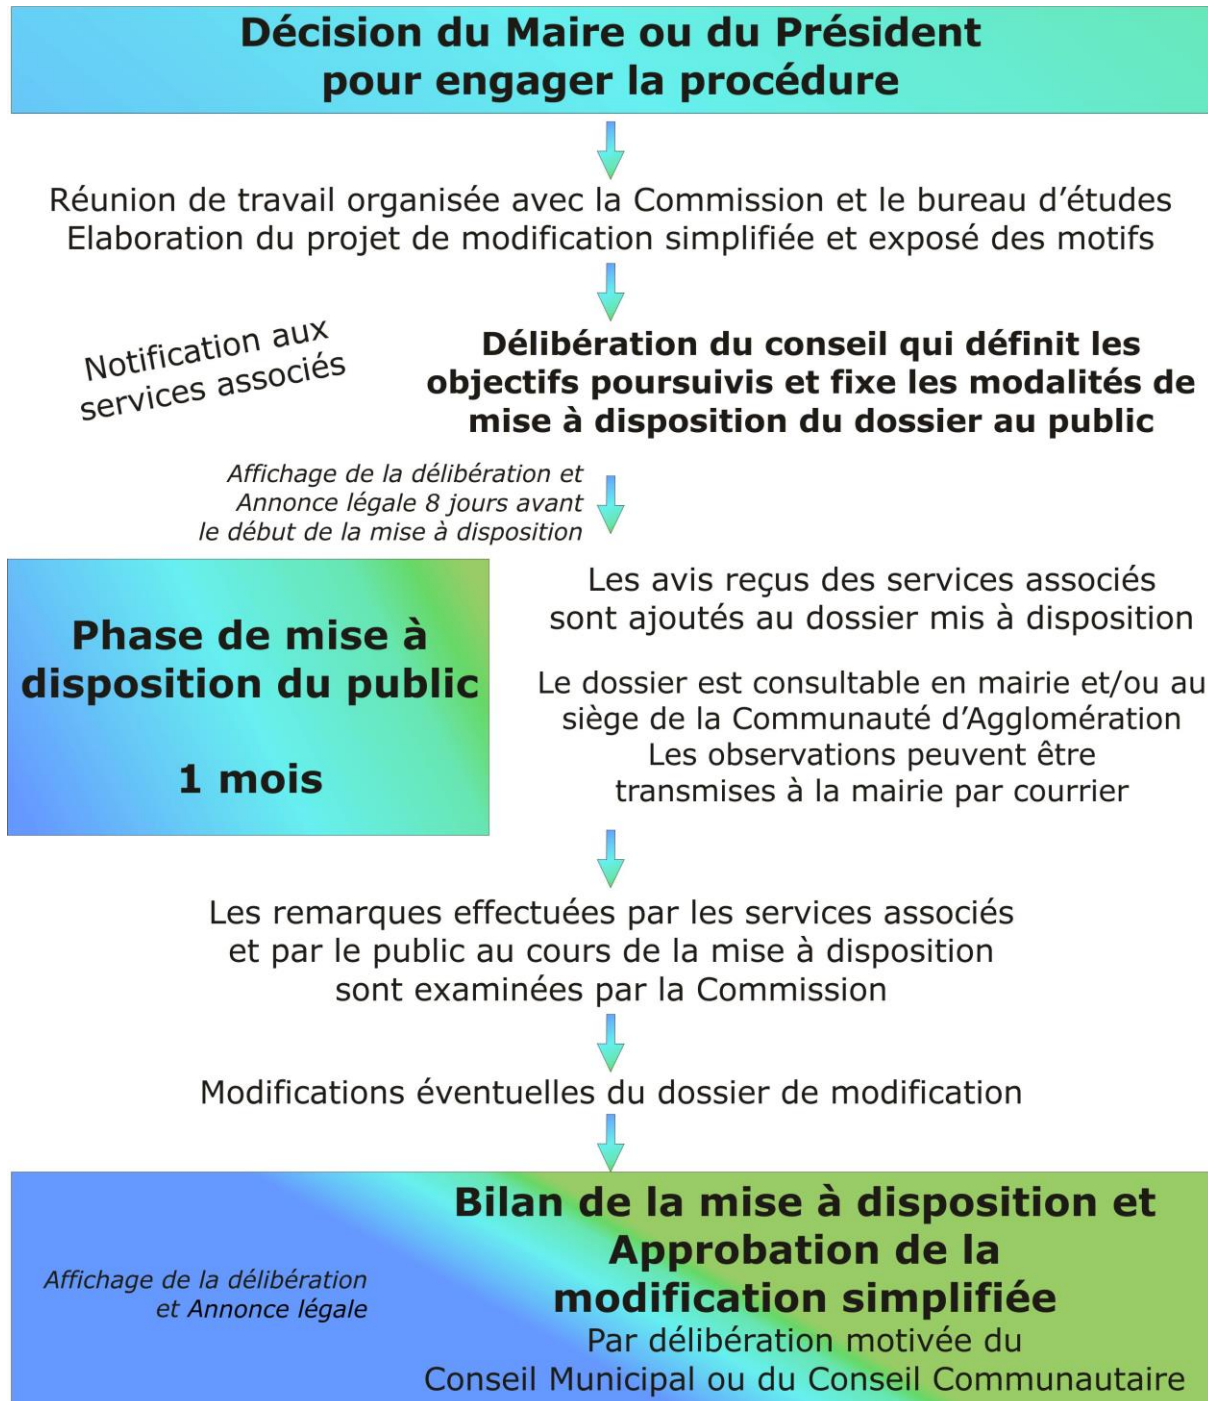 Décision du Maire ou du Président
pour engager la procédure
Réunion de travail organisée avec la Commission et le bureau d’études
Elaboration du projet de modification simplifiée et exposé des motifs
Notification aux
services associés
Délibération du conseil qui définit les
objectifs poursuivis et fixe les modalités de
mise à disposition du dossier au public
Affichage de la délibération et
Annonce légale 8 jours avant
le début de la mise à disposition
Phase de mise à
disposition du public
1 mois
Les avis reçus des services associés
sont ajoutés au dossier mis à disposition
Le dossier est consultable en mairie et/ou au
siège de la Communauté d’Agglomération
Les observations peuvent être
transmises à la mairie par courrier
Les remarques effectuées par les services associés
et par le public au cours de la mise à disposition
sont examinées par la Commission
Modifications éventuelles du dossier de modification
Bilan de la mise à disposition et
Approbation de la
modification simplifiée
Par délibération motivée du
Conseil Municipal ou du Conseil Communautaire
Affichage de la délibération
et Annonce légale